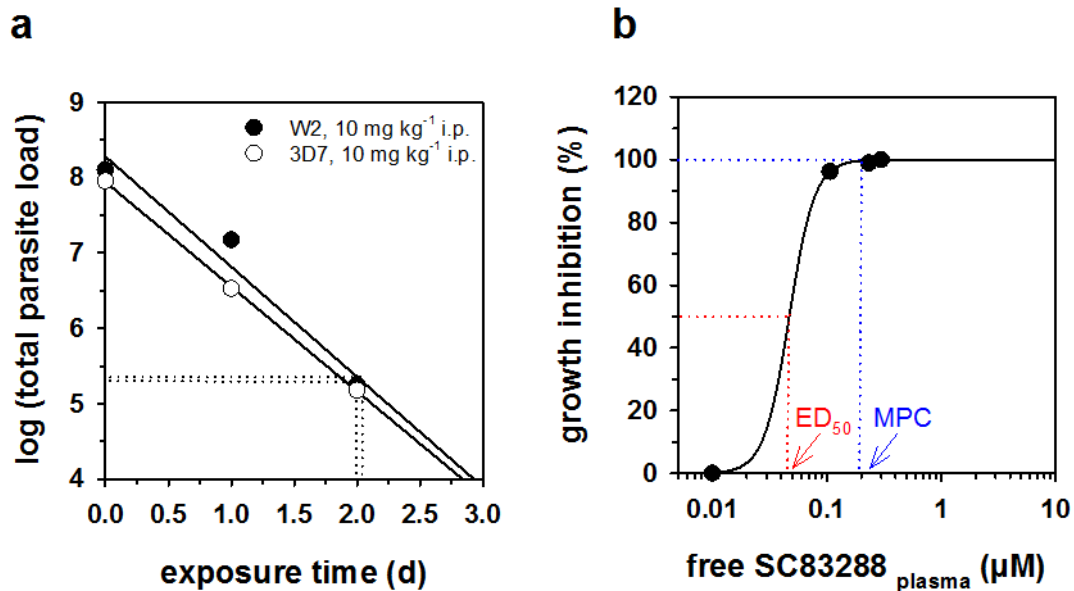 a
9
8
7
6
5
4
log (total parasite load)
W2, 10 mg kg⁻¹ i.p.
3D7, 10 mg kg⁻¹ i.p.
0.0 0.5 1.0 1.5 2.0 2.5 3.0
exposure time (d)
b
120
100
80
60
40
20
0
growth inhibition (%)
ED₅₀
MPC
0.01 0.1 1 10
free SC83288 plasma (µM)